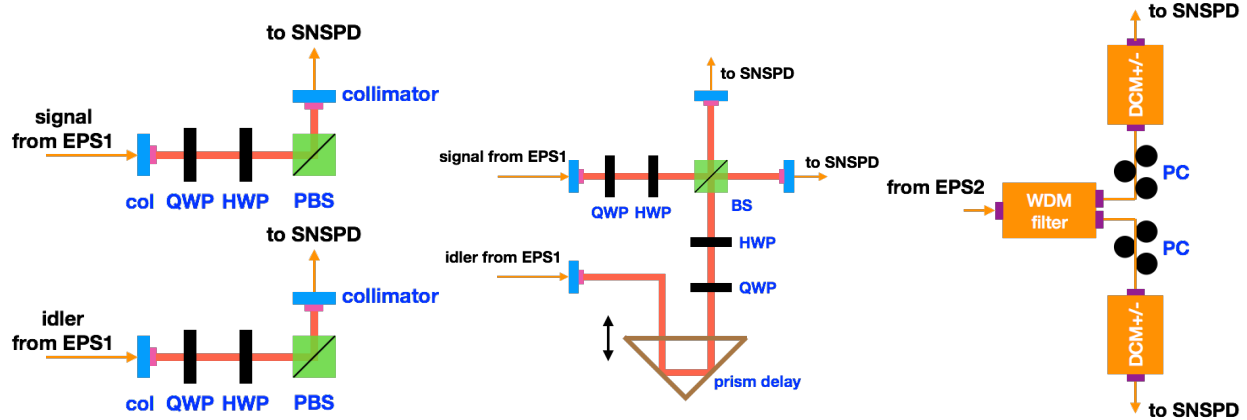 to SNSPD
collimator
signal
from EPS1
col QWP HWP PBS
to SNSPD
collimator
idler
from EPS1
col QWP HWP PBS
to SNSPD
signal from EPS1
to SNSPD
QWP HWP
BS
HWP
idler from EPS1
QWP
prism delay
to SNSPD
DCM+/-
PC
from EPS2
WDM
filter
PC
DCM+/-
to SNSPD